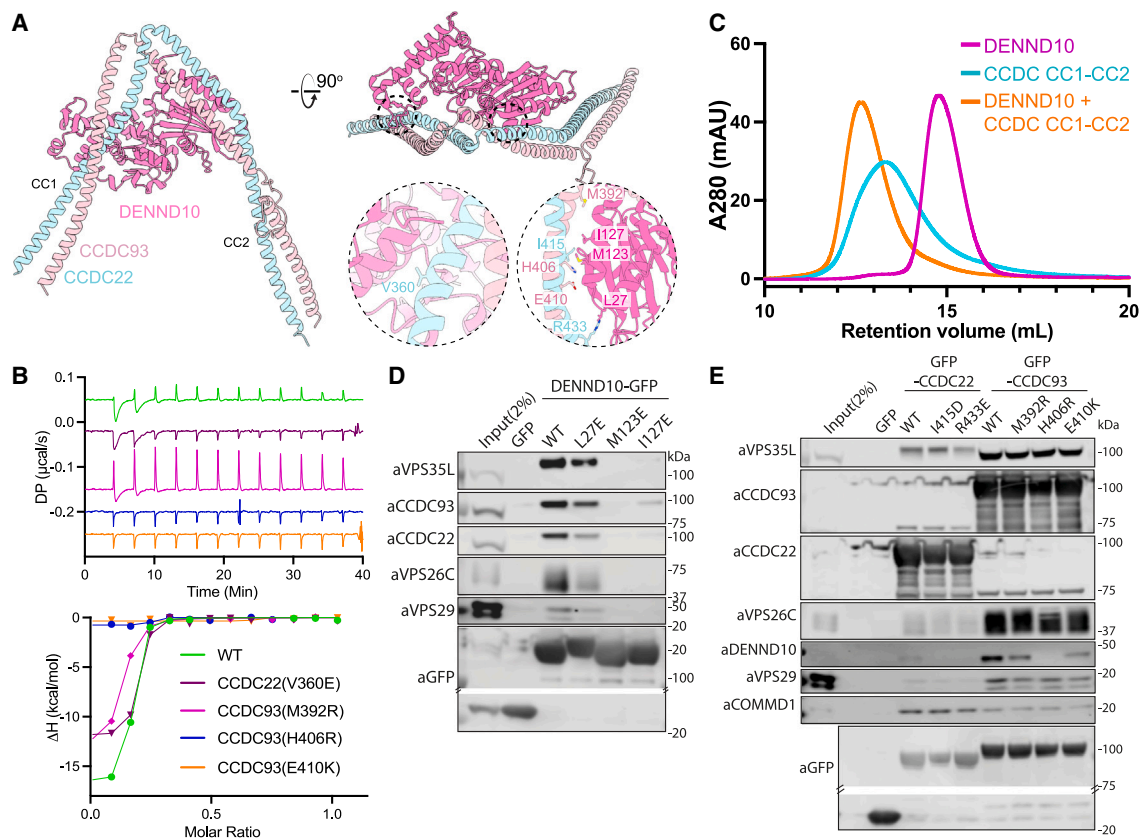 A
90°
CC1
DENND10
CC2
CCDC93
CCDC22
V360
M392
I415
I127
M123
H406
E410
L27
R433
C
60
40
20
0
A280 (mAU)
10
15
20
Retention volume (mL)
DENND10
CCDC CC1-CC2
DENND10 +
CCDC CC1-CC2
B
0.1
0.0
-0.1
-0.2
DP (µcal/s)
0 5 10 15 20 25 30 35 40
Time (Min)
0
-5
-10
-15
ΔH (kcal/mol)
0.0 0.5 1.0
Molar Ratio
WT
CCDC22(V360E)
CCDC93(M392R)
CCDC93(H406R)
CCDC93(E410K)
D
DENND10-GFP
Input(2%) GFP WT L27E M123E I127E
kDa
aVPS35L -100
aCCDC93 -100
-75
aCCDC22 -100
aVPS26C
-37
aVPS29 -50
-20
aGFP -20
-100
-20
E
GFP
-CCDC22
GFP
-CCDC93
Input(2%) GFP WT I415D R433E WT M392R H406R E410K
kDa
aVPS35L -100
aCCDC93 -100
-75
aCCDC22 -100
-75
aVPS26C
-37
aDENND10 -50
aVPS29 -20
aCOMMD1 -20
aGFP -100
-75
-20